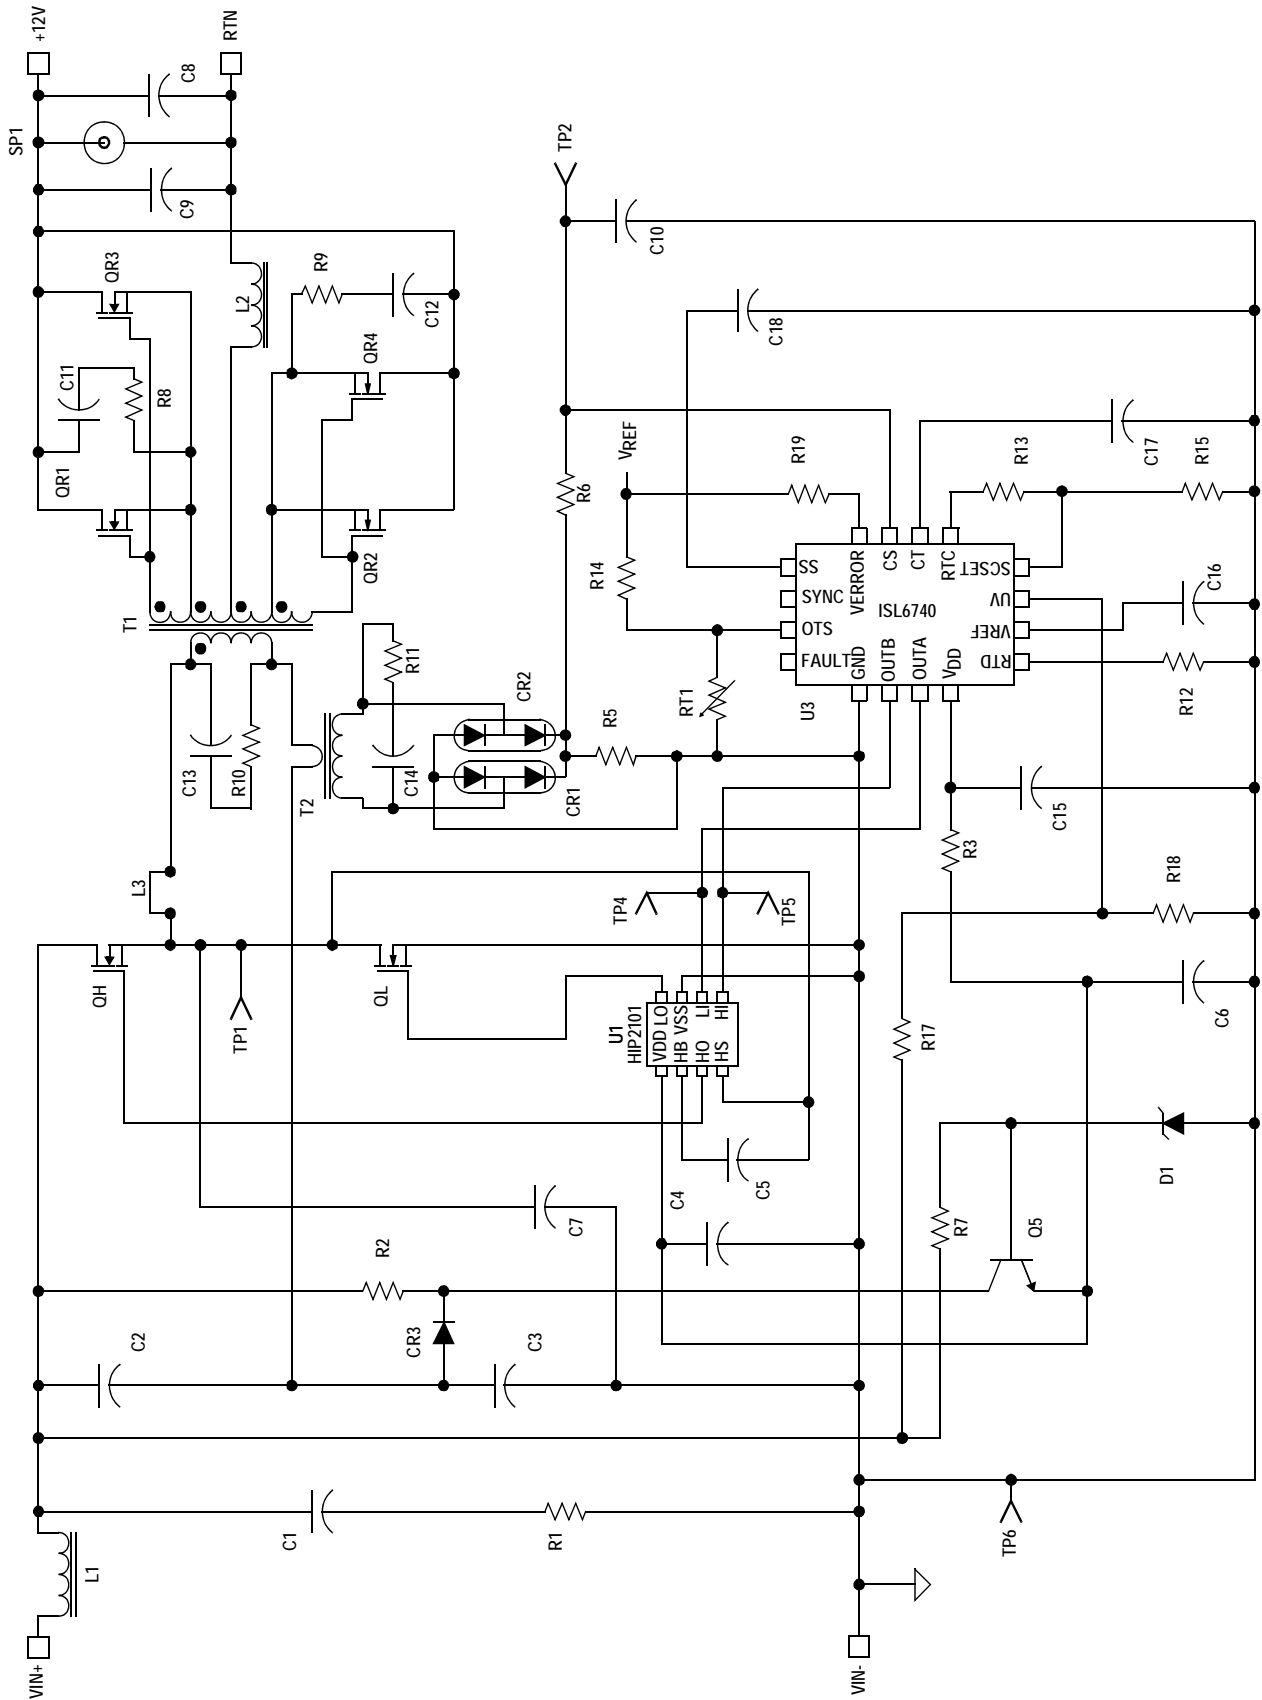 VIN+
L1
C1
R1
VIN-
TP6
C2
CR3
C3
R2
C7
C4
R7
Q5
D1
C5
QH
TP1
QL
U1
HIP2101
VDD
HB
HO
HS
LO
VSS
LI
HI
R17
C6
L3
TP4
TP5
R3
R18
C15
C13
R10
T2
C14
R11
CR1
CR2
R5
RT1
U3
ISL6740
SS
SYNC
OTS
FAULT
VERROR
CS
CT
RTC
GND
OUTB
OUTA
VDD
SCSET
UV
VREF
RTD
R12
C16
T1
R14
R6
VREF
R19
R13
R15
C17
QR1
QR2
C11
R8
QR4
QR3
L2
R9
C12
C18
C10
TP2
C9
SP1
C8
+12V
RTN